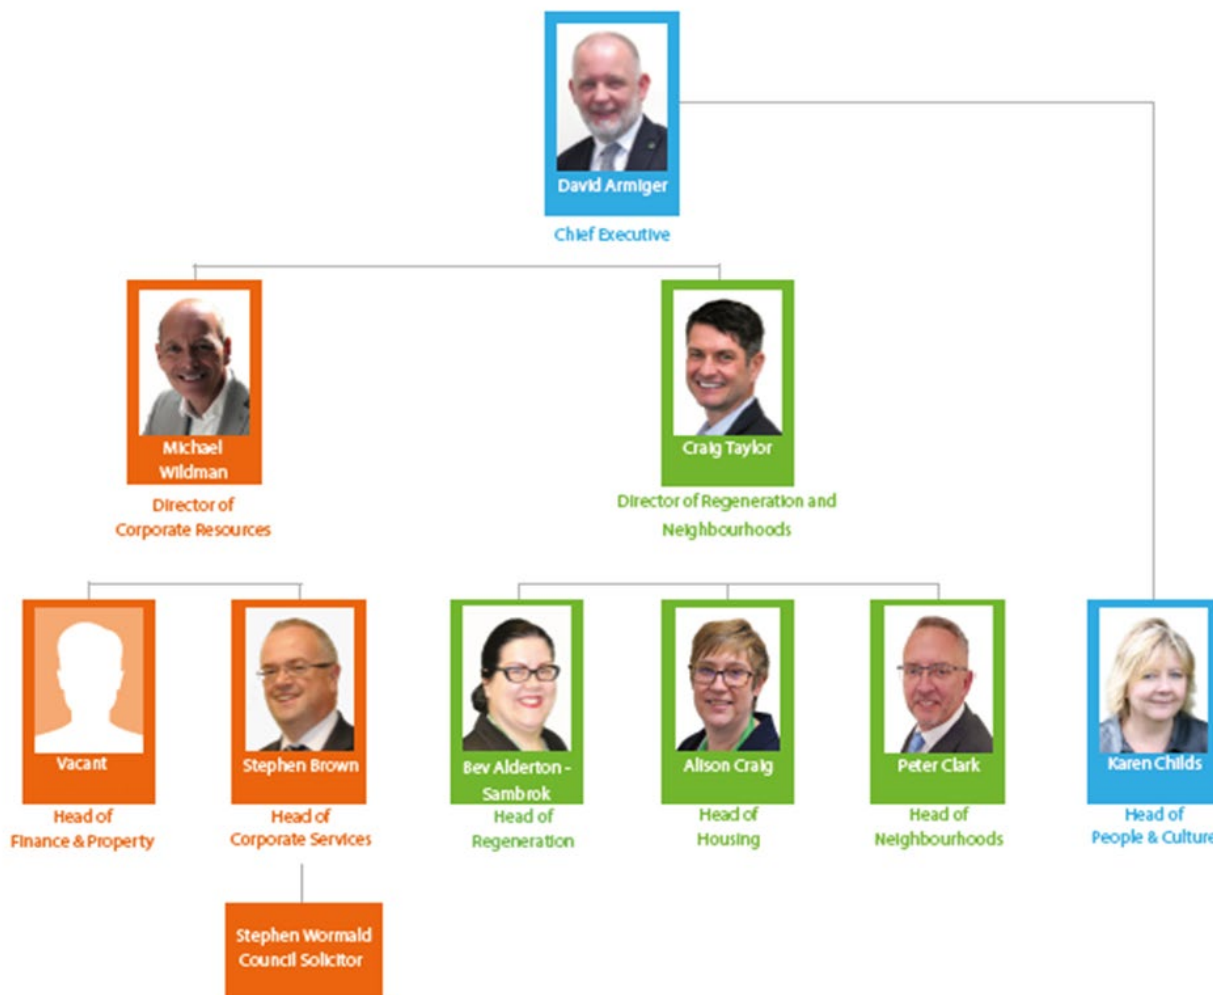 David Armiger
Chief Executive
Michael
Wildman
Director of
Corporate Resources
Craig Taylor
Director of Regeneration and
Neighbourhoods
Vacant
Head of
Finance & Property
Stephen Brown
Head of
Corporate Services
Bev Alderton -
Sambrok
Head of
Regeneration
Alison Craig
Head of
Housing
Peter Clark
Head of
Neighbourhoods
Karen Childs
Head of
People & Culture
Stephen Wormald
Council Solicitor